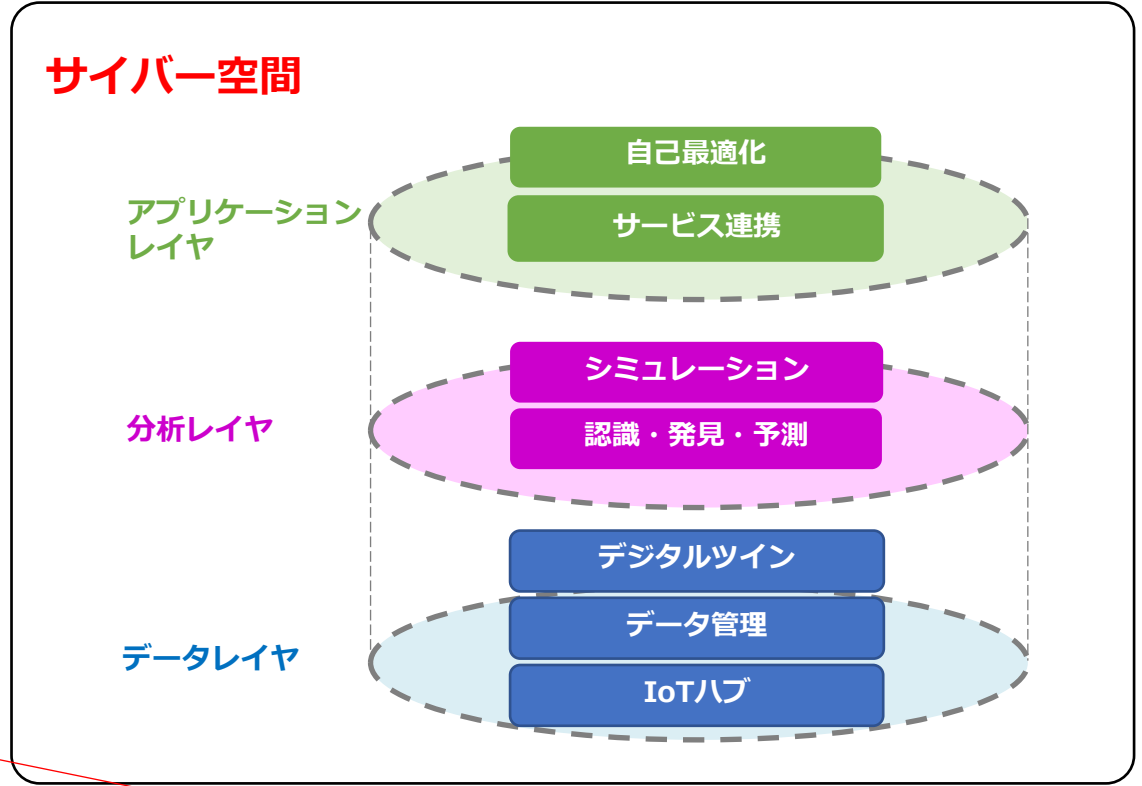 サイバー空間
自己最適化
アプリケーション
レイヤ
サービス連携
シミュレーション
分析レイヤ
認識・発見・予測
デジタルツイン
データ管理
データレイヤ
IoTハブ